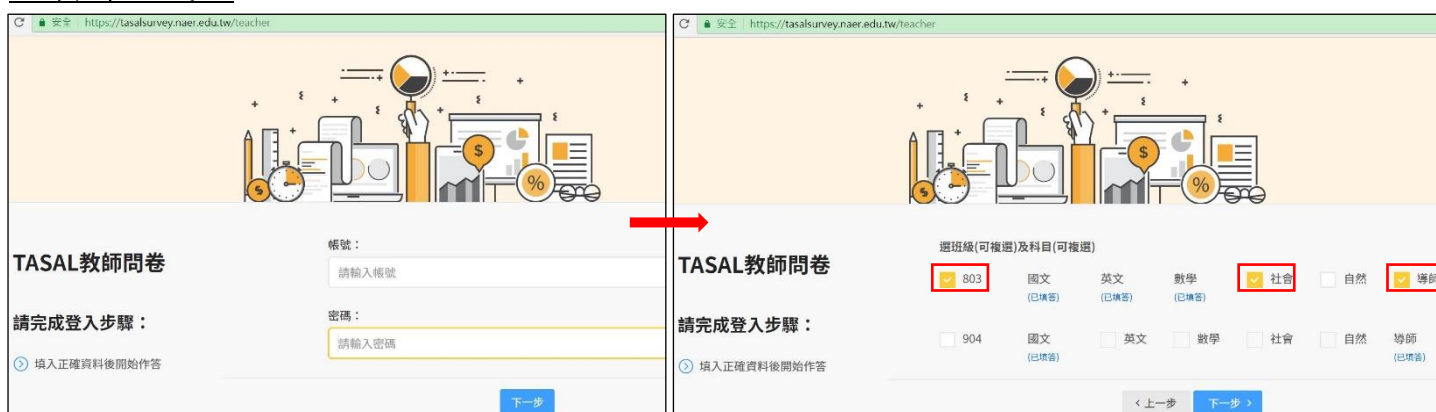 安全 https://tasalsurvey.naer.edu.tw/teacher
$
$
%
TASAL教師問卷
請完成登入步驟：
填入正確資料後開始作答
帳號：
請輸入帳號
密碼：
請輸入密碼
下一步
安全 https://tasalsurvey.naer.edu.tw/teacher
$
$
%
TASAL教師問卷
請完成登入步驟：
填入正確資料後開始作答
選班級(可複選)及科目(可複選)
803 國文 英文 數學 社會 自然 導師
(已填答) (已填答) (已填答)
904 國文 英文 數學 社會 自然 導師
(已填答) (已填答)
上一步 下一步